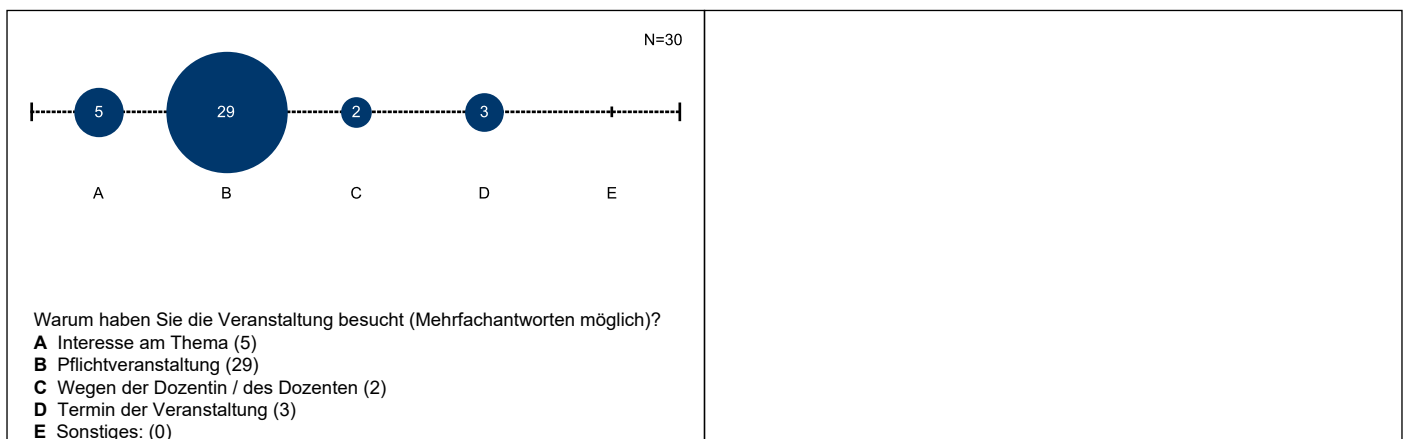 N=30
5 29 2 3
A B C D E
Warum haben Sie die Veranstaltung besucht (Mehrfachantworten möglich)?
A Interesse am Thema (5)
B Pflichtveranstaltung (29)
C Wegen der Dozentin / des Dozenten (2)
D Termin der Veranstaltung (3)
E Sonstiges: (0)